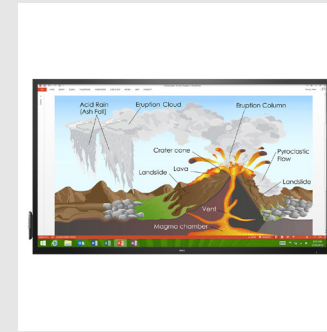 Acid Rain
(Ash Fall)
Eruption Cloud
Eruption Column
Crater cone
Pyroclastic
Flow
Landslide
Lava
Landslide
Vent
Magma chamber